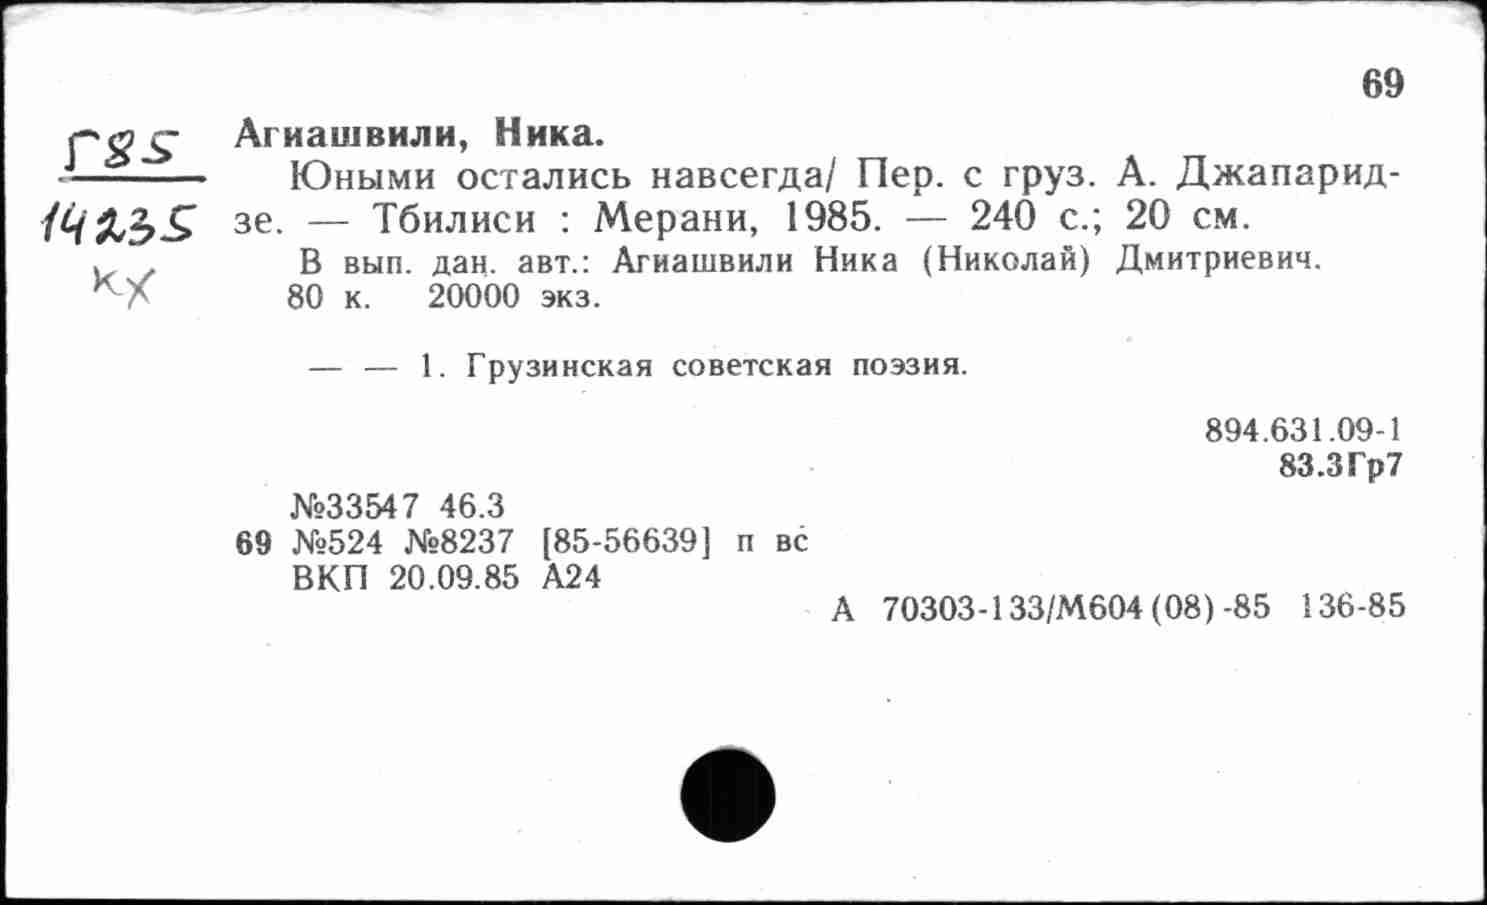 69
Г85
14235
кх
Агиашвили, Ника.
Юными остались навсегда/ Пер. с груз. А. Джапарид-
зе. — Тбилиси : Мерани, 1985. — 240 с.; 20 см.
В вып. дан. авт.: Агиашвили Ника (Николай) Дмитриевич.
80 к. 20000 экз.
— — 1. Грузинская советская поэзия.
894.631.09-1
83.3Гр7
№33547 46.3
69 №524 №8237 [85-56639] п вс
ВКП 20.09.85 А24
А 70303-133/М604(08)-85 136-85